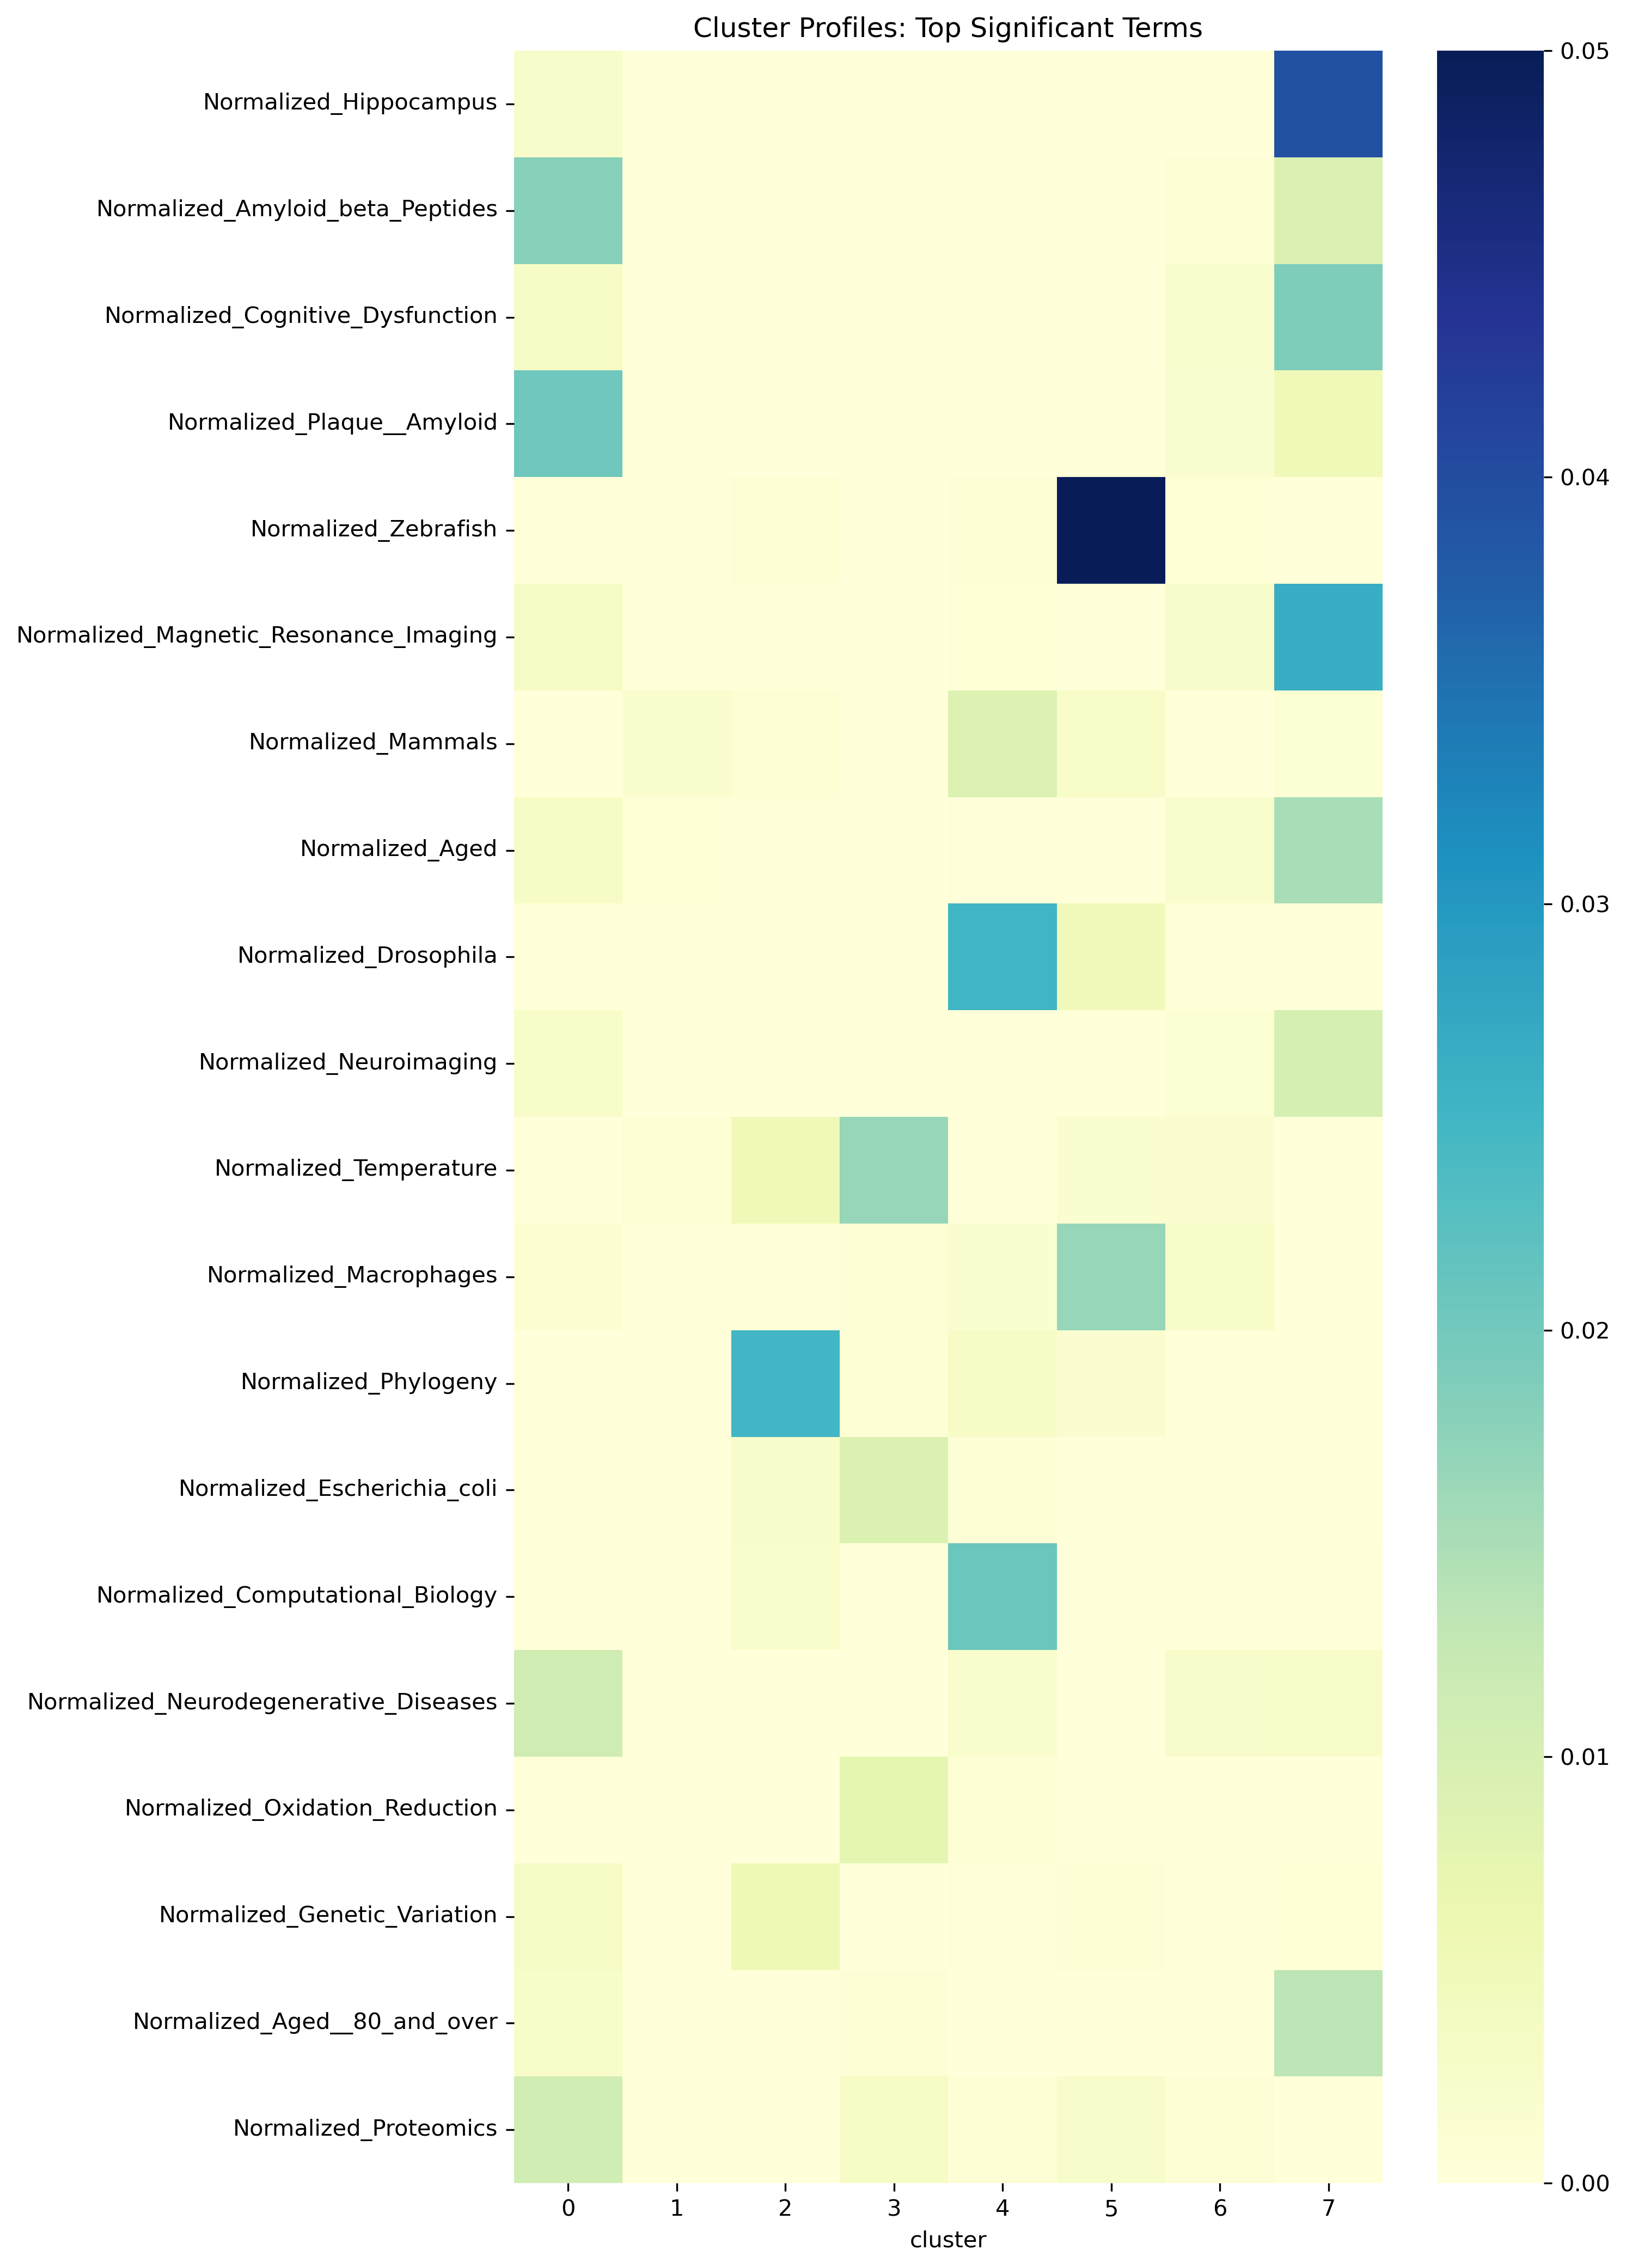 Cluster Profiles: Top Significant Terms
Normalized_Hippocampus
Normalized_Amyloid_beta_Peptides
Normalized_Cognitive_Dysfunction
Normalized_Plaque__Amyloid
Normalized_Zebrafish
Normalized_Magnetic_Resonance_Imaging
Normalized_Mammals
Normalized_Aged
Normalized_Drosophila
Normalized_Neuroimaging
Normalized_Temperature
Normalized_Macrophages
Normalized_Phylogeny
Normalized_Escherichia_coli
Normalized_Computational_Biology
Normalized_Neurodegenerative_Diseases
Normalized_Oxidation_Reduction
Normalized_Genetic_Variation
Normalized_Aged__80_and_over
Normalized_Proteomics
0 1 2 3 4 5 6 7
cluster
0.05
0.04
0.03
0.02
0.01
0.00